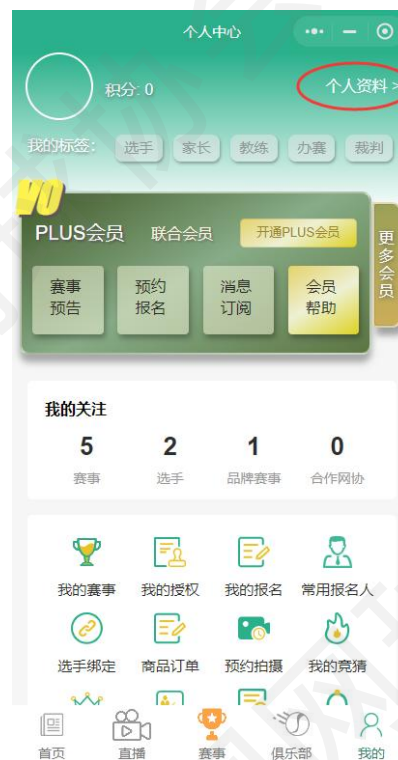 个人中心
积分: 0
个人资料 >
我的标签: 选手 家长 教练 办赛 裁判
V0
PLUS会员 联合会员 开通PLUS会员
更多会员
赛事预告 预约报名 消息订阅 会员帮助
我的关注
5 2 1 0
赛事 选手 品牌赛事 合作网协
我的赛事 我的授权 我的报名 常用报名人
选手绑定 商品订单 预约拍摄 我的竞猜
首页 直播 赛事 俱乐部 我的